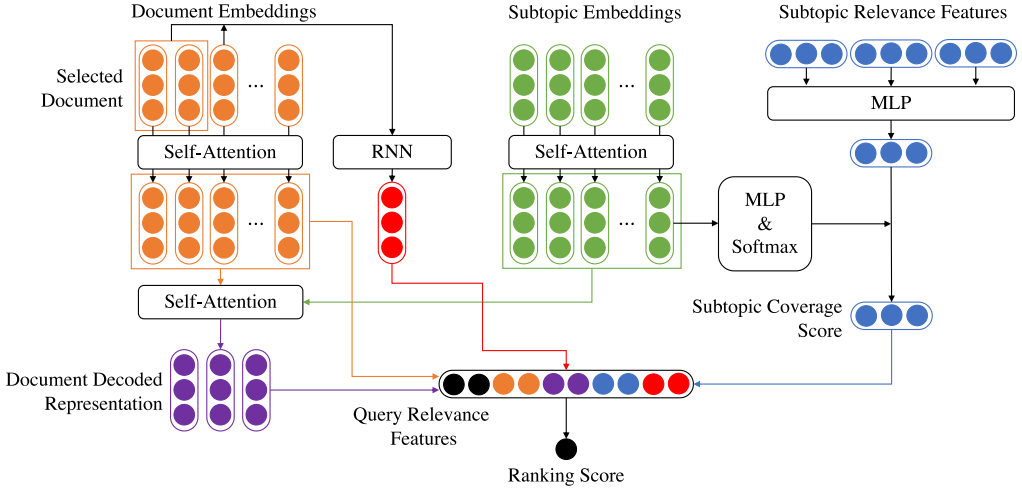 Document Embeddings
Subtopic Embeddings
Subtopic Relevance Features
Selected
Document
...
...
MLP
Self-Attention
RNN
Self-Attention
...
...
MLP
&
Softmax
Self-Attention
Subtopic Coverage
Score
Document Decoded
Representation
Query Relevance
Features
Ranking Score